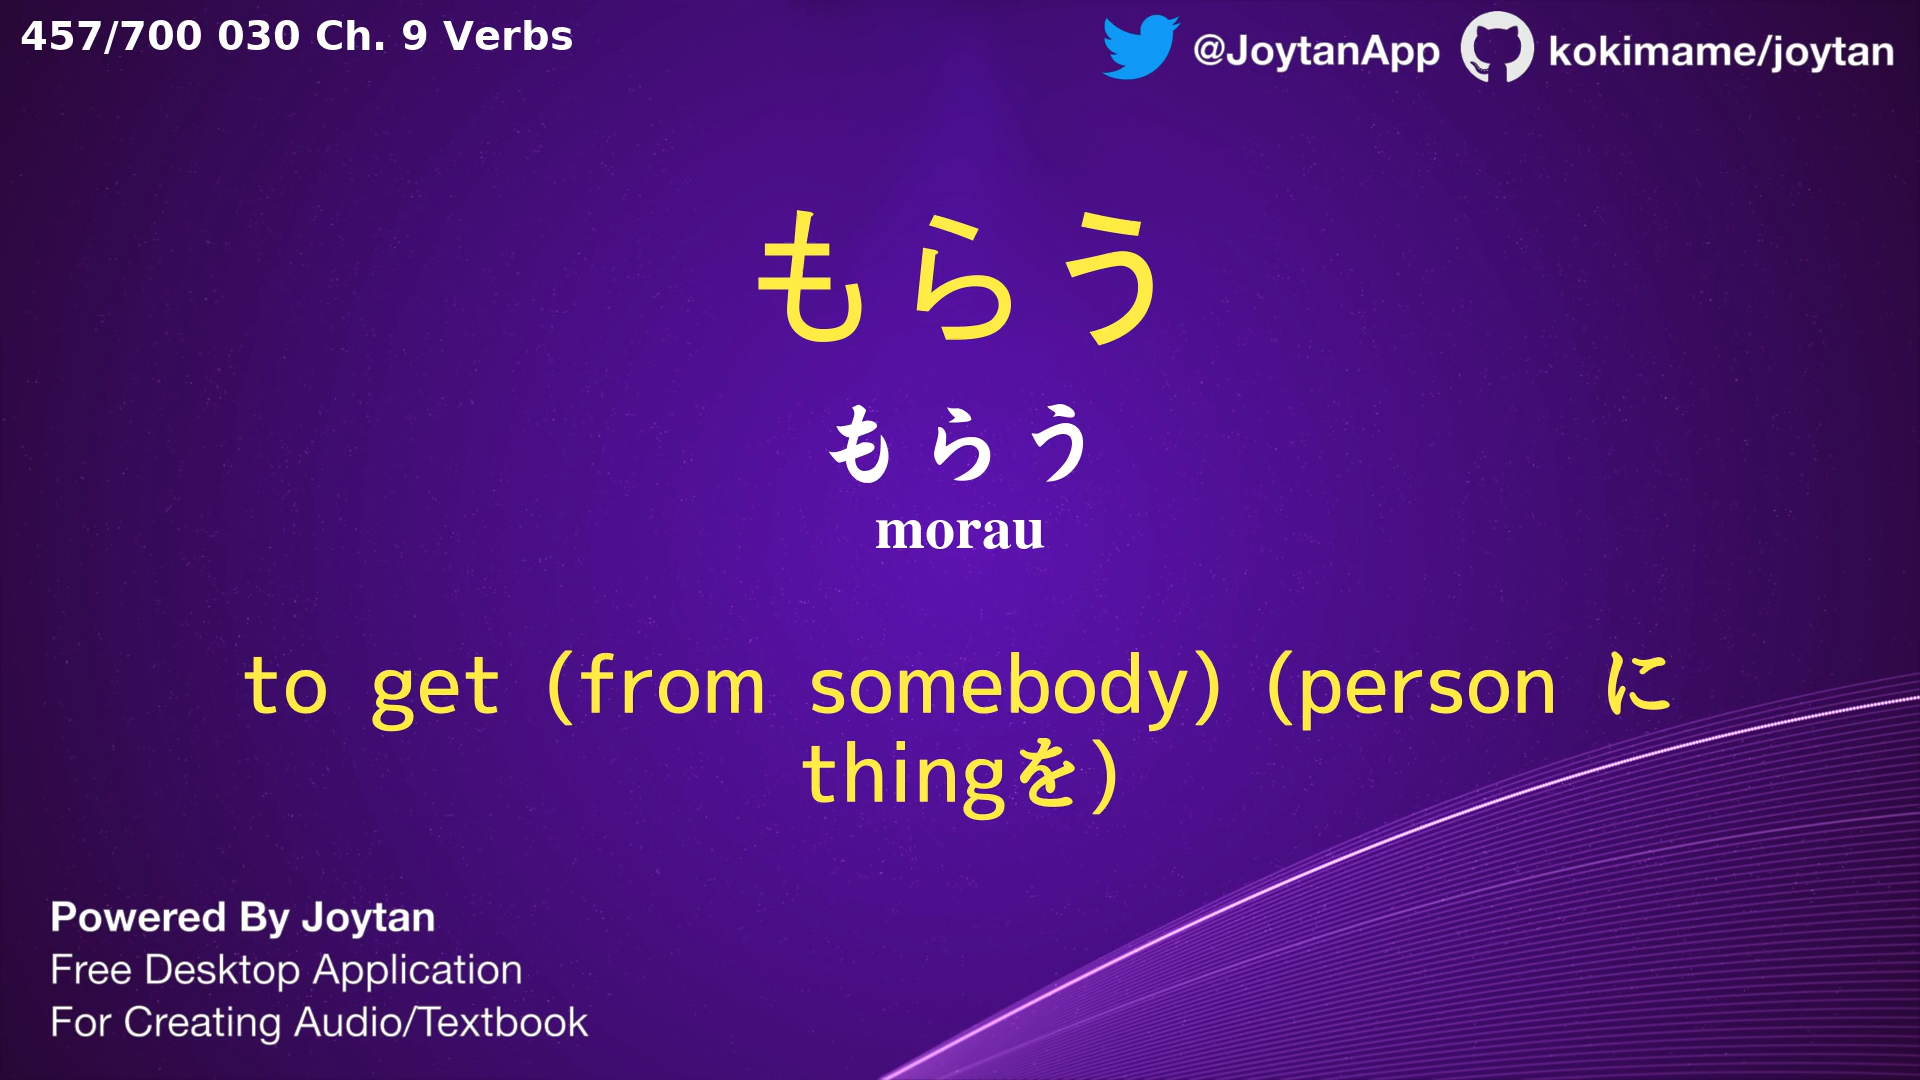 457/700 030 Ch. 9 Verbs
@JoytanApp kokimame/joytan
もらう
もらう
morau
to get (from somebody) (person に
thingを)
Powered By Joytan
Free Desktop Application
For Creating Audio/Textbook